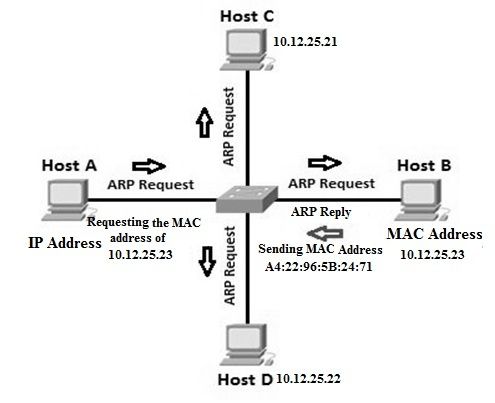 Host C
10.12.25.21
ARP Request
Host A
ARP Request
ARP Request
Host B
IP Address
Requesting the MAC
address of
10.12.25.23
ARP Reply
Sending MAC Address
A4:22:96:5B:24:71
MAC Address
10.12.25.23
ARP Request
Host D 10.12.25.22